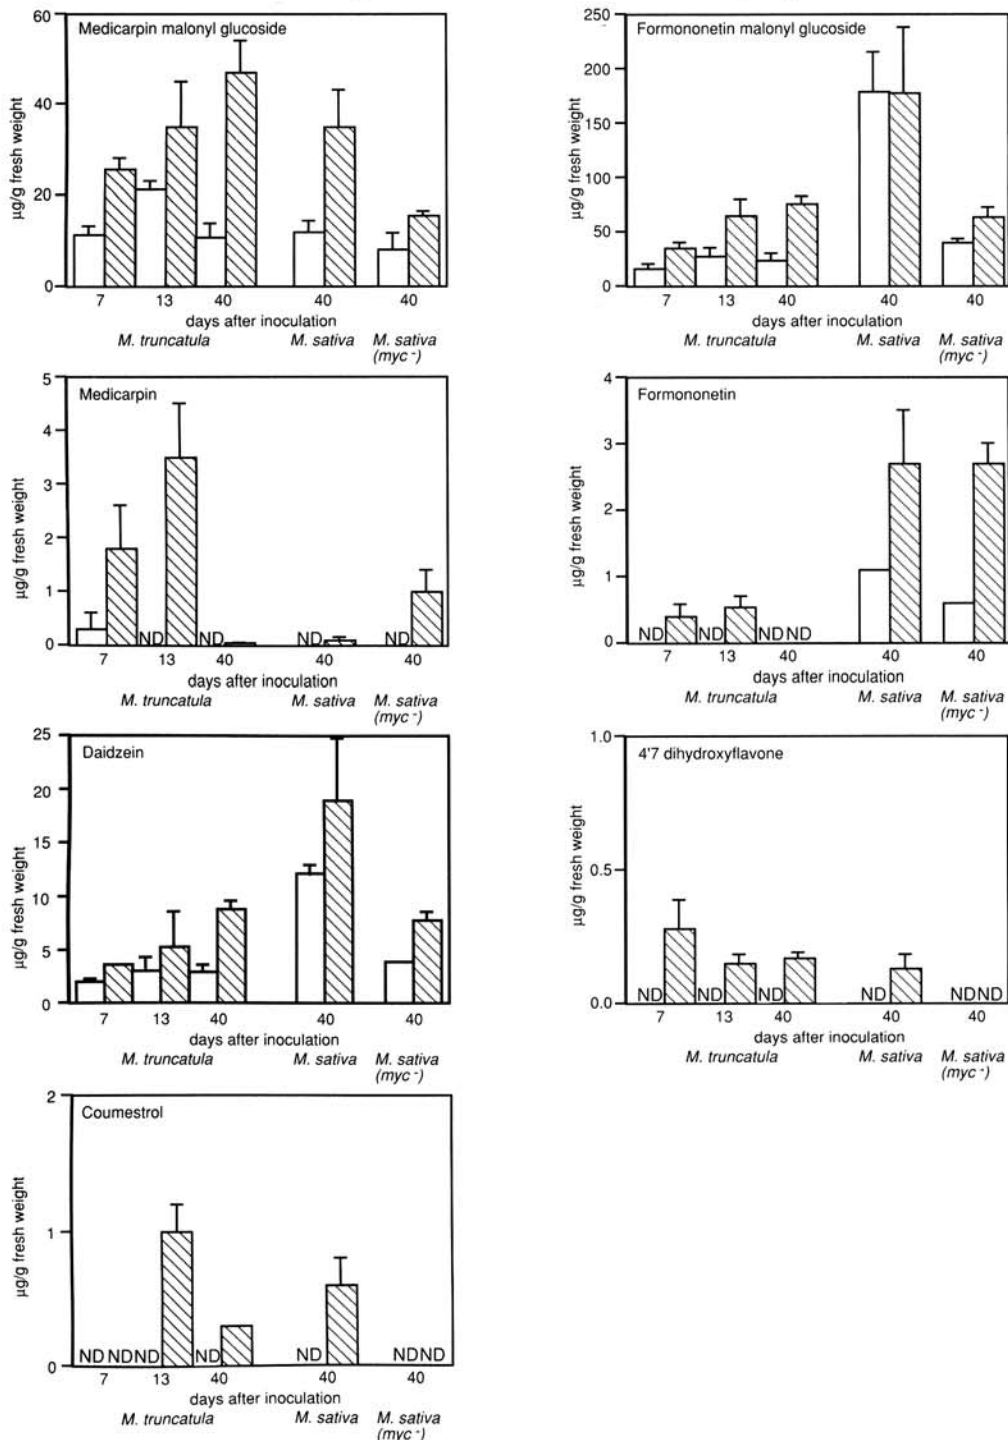 Medicarpin malonyl glucoside
60
40
20
0
µg/g fresh weight
7 13 40 40 40
days after inoculation
M. truncatula M. sativa M. sativa
(myc -)
Formononetin malonyl glucoside
250
200
150
100
50
0
µg/g fresh weight
7 13 40 40 40
days after inoculation
M. truncatula M. sativa M. sativa
(myc -)
Medicarpin
5
4
3
2
1
0
µg/g fresh weight
ND ND ND ND
7 13 40 40 40
days after inoculation
M. truncatula M. sativa M. sativa
(myc -)
Formononetin
4
3
2
1
0
µg/g fresh weight
ND ND ND ND
7 13 40 40 40
days after inoculation
M. truncatula M. sativa M. sativa
(myc -)
Daidzein
25
20
15
10
5
0
µg/g fresh weight
7 13 40 40 40
days after inoculation
M. truncatula M. sativa M. sativa
(myc -)
4'7 dihydroxyflavone
1.0
0.5
0.0
µg/g fresh weight
ND ND ND ND ND ND
7 13 40 40 40
days after inoculation
M. truncatula M. sativa M. sativa
(myc -)
Coumestrol
2
1
0
µg/g fresh weight
ND ND ND ND ND ND ND
7 13 40 40 40
days after inoculation
M. truncatula M. sativa M. sativa
(myc -)